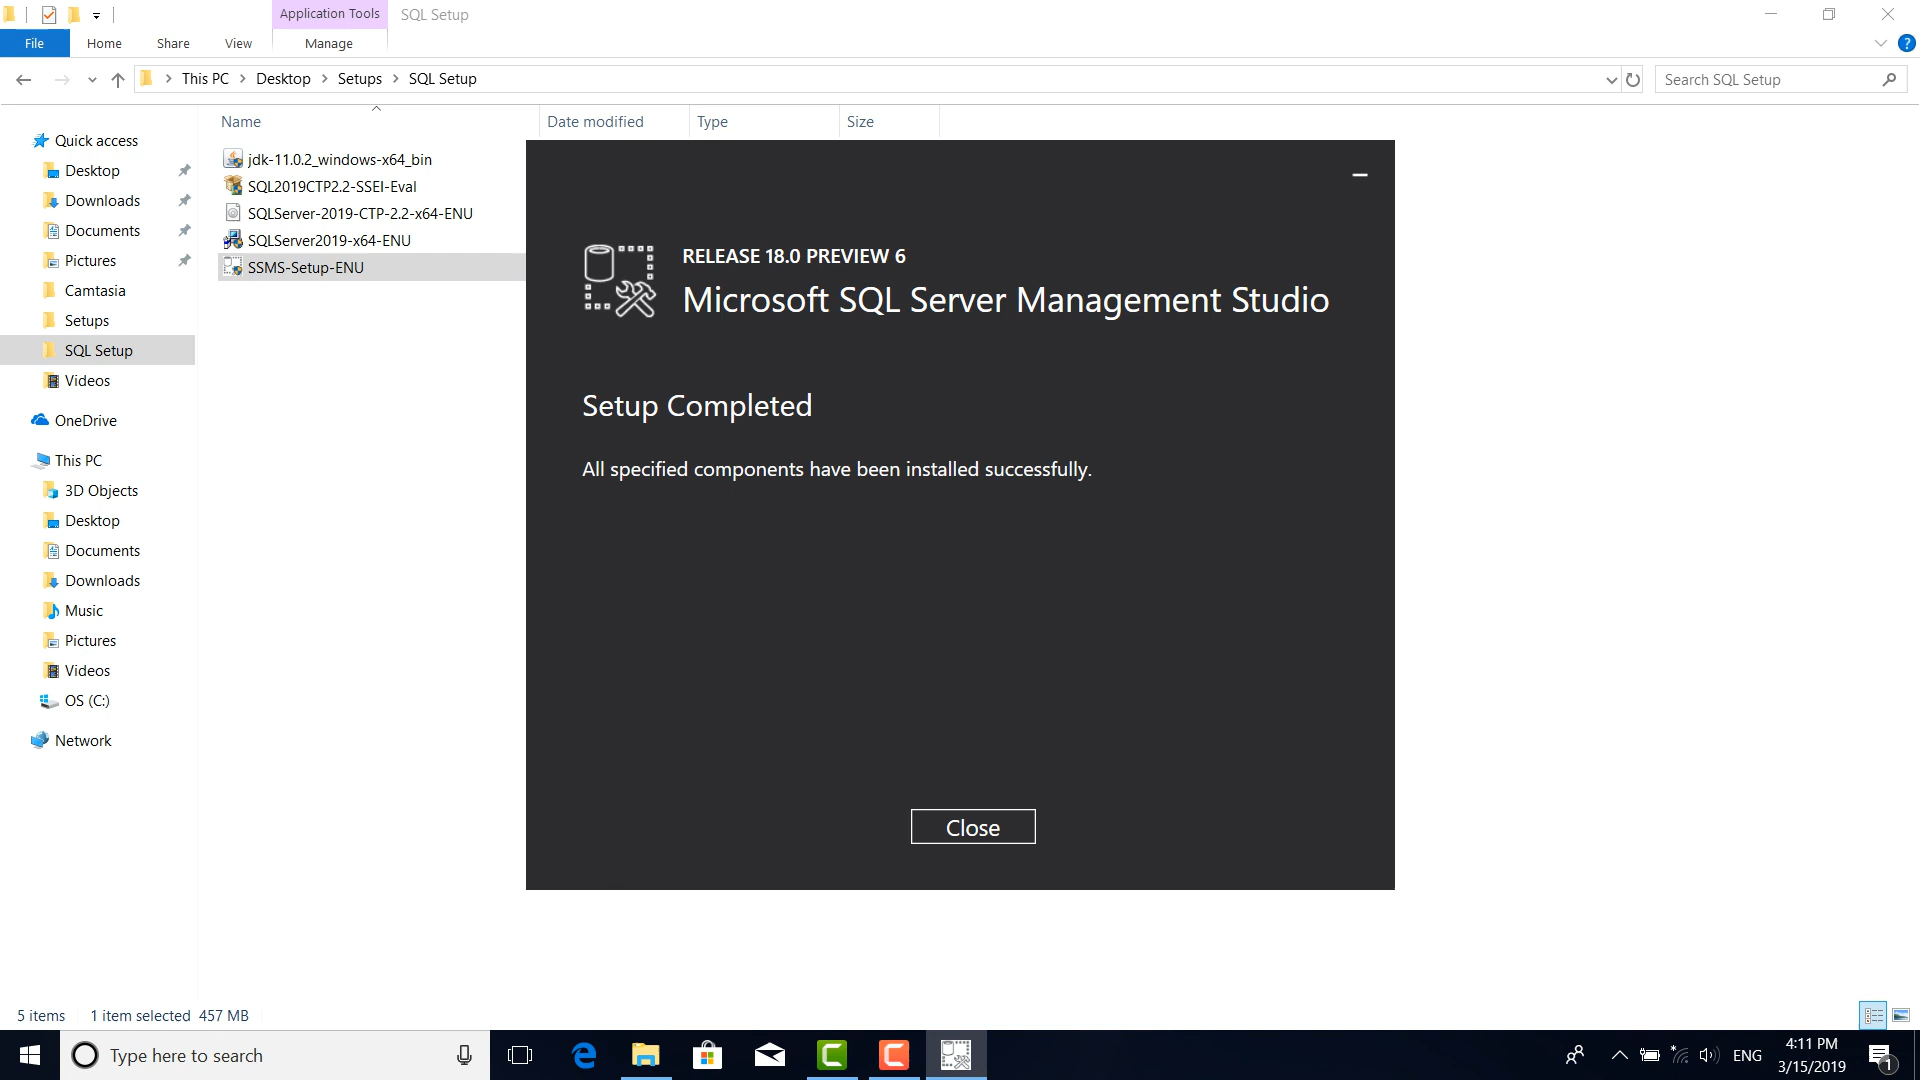 Application Tools
SQL Setup
File
Home
Share
View
Manage
This PC
Desktop
Setups
SQL Setup
Search SQL Setup
Name
Date modified
Type
Size
Quick access
Desktop
Downloads
Documents
Pictures
Camtasia
Setups
SQL Setup
Videos
OneDrive
This PC
3D Objects
Desktop
Documents
Downloads
Music
Pictures
Videos
OS (C:)
Network
jdk-11.0.2_windows-x64_bin
SQL2019CTP2.2-SSEI-Eval
SQLServer-2019-CTP-2.2-x64-ENU
SQLServer2019-x64-ENU
SSMS-Setup-ENU
RELEASE 18.0 PREVIEW 6
Microsoft SQL Server Management Studio
Setup Completed
All specified components have been installed successfully.
Close
5 items
1 item selected 457 MB
Type here to search
ENG
4:11 PM
3/15/2019
1